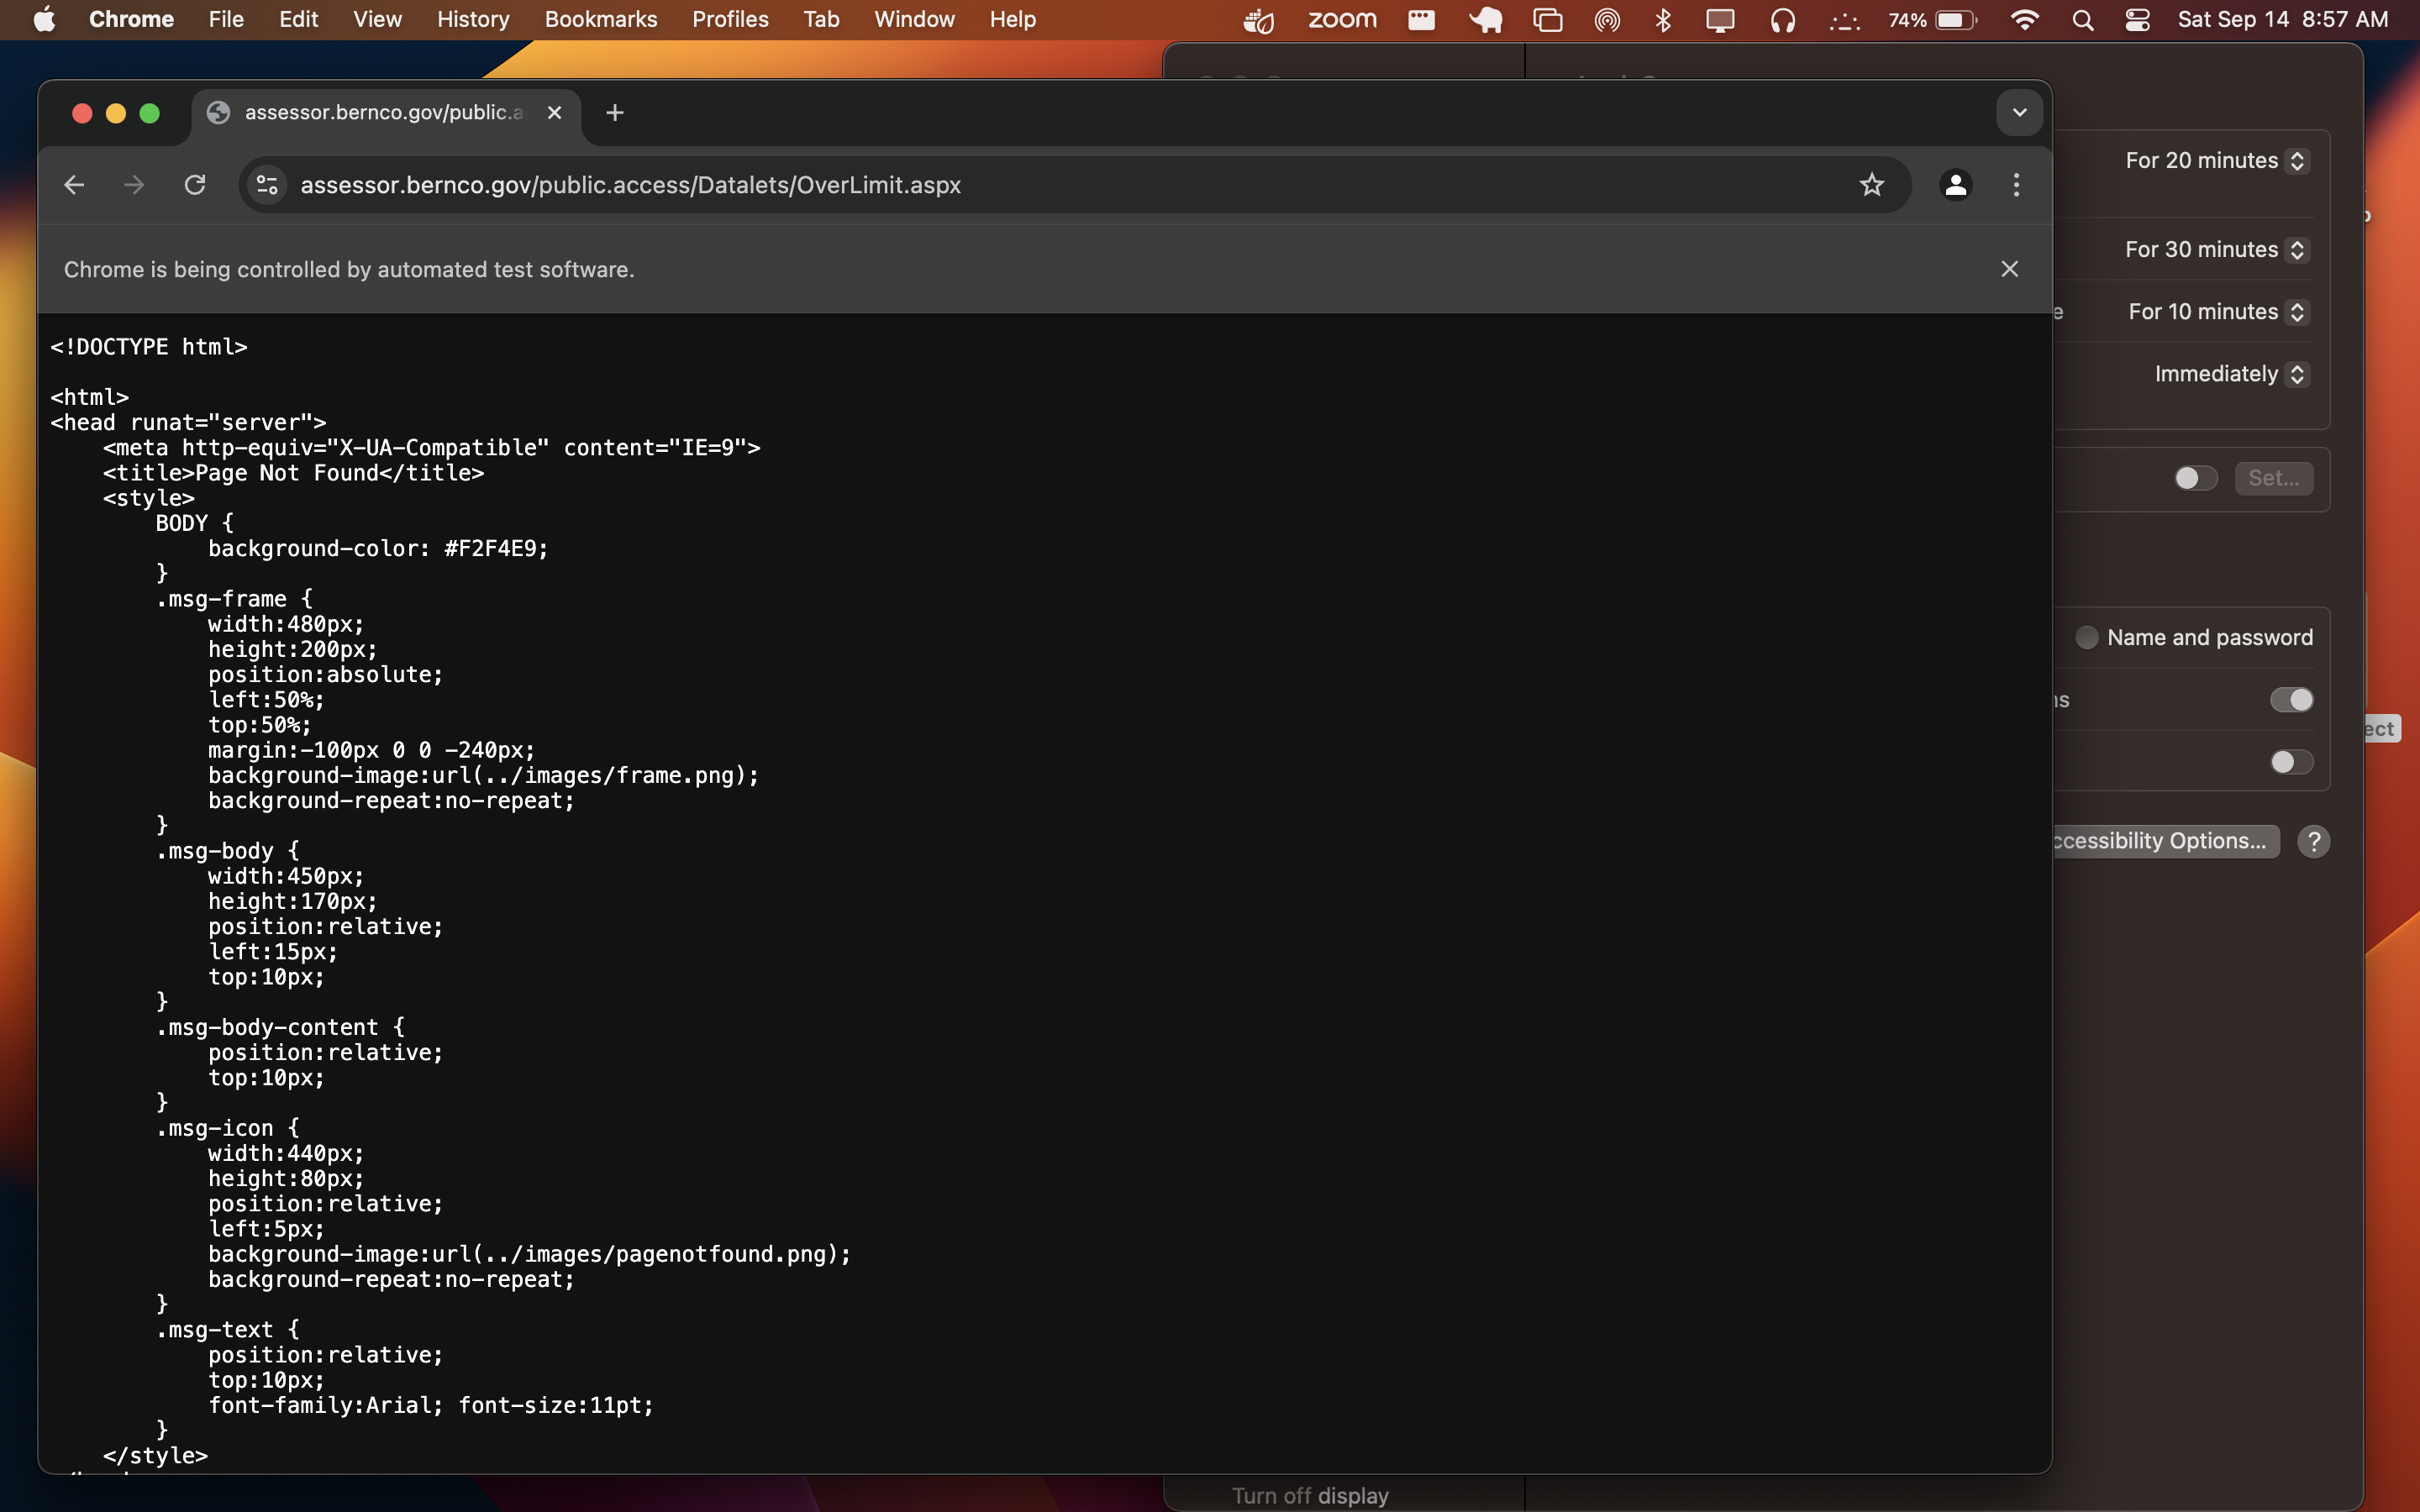 Chrome File Edit View History Bookmarks Profiles Tab Window Help zoom 74% Sat Sep 14 8:57 AM
assessor.bernco.gov/public.a
assessor.bernco.gov/public.access/Datalets/OverLimit.aspx
Chrome is being controlled by automated test software.
<!DOCTYPE html>
<html>
<head runat="server">
    <meta http-equiv="X-UA-Compatible" content="IE=9">
    <title>Page Not Found</title>
    <style>
        BODY {
            background-color: #F2F4E9;
        }
        .msg-frame {
            width:480px;
            height:200px;
            position:absolute;
            left:50%;
            top:50%;
            margin:-100px 0 0 -240px;
            background-image:url(../images/frame.png);
            background-repeat:no-repeat;
        }
        .msg-body {
            width:450px;
            height:170px;
            position:relative;
            left:15px;
            top:10px;
        }
        .msg-body-content {
            position:relative;
            top:10px;
        }
        .msg-icon {
            width:440px;
            height:80px;
            position:relative;
            left:5px;
            background-image:url(../images/pagenotfound.png);
            background-repeat:no-repeat;
        }
        .msg-text {
            position:relative;
            top:10px;
            font-family:Arial; font-size:11pt;
        }
    </style>
For 20 minutes
For 30 minutes
e For 10 minutes
Immediately
Set...
Name and password
ns
ect
ccessibility Options... ?
Turn off display